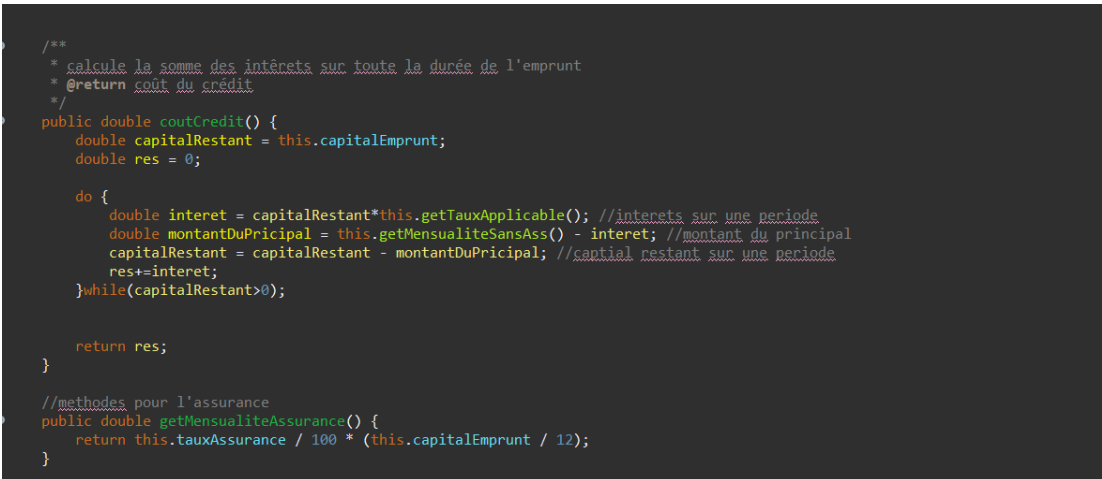 /**
 * calcule la somme des intêrets sur toute la durée de l'emprunt
 * @return coût du crédit
 */
public double coutCredit() {
    double capitalRestant = this.capitalEmprunt;
    double res = 0;
    do {
        double interet = capitalRestant*this.getTauxApplicable(); //interets sur une periode
        double montantDuPricipal = this.getMensualiteSansAss() - interet; //montant du principal
        capitalRestant = capitalRestant - montantDuPricipal; //captial restant sur une periode
        res+=interet;
    }while(capitalRestant>0);
    return res;
}
//methodes pour l'assurance
public double getMensualiteAssurance() {
    return this.tauxAssurance / 100 * (this.capitalEmprunt / 12);
}